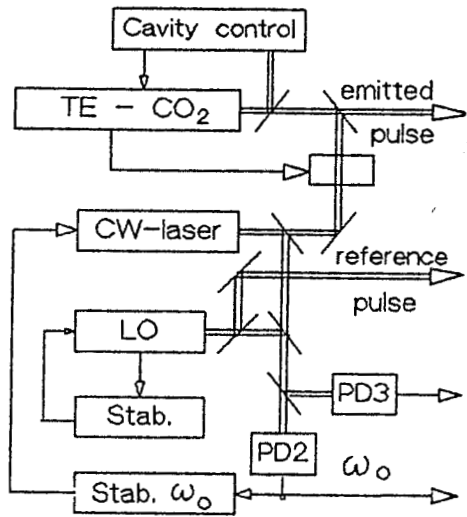 Cavity control
TE - CO₂
emitted
pulse
CW-laser
reference
pulse
LO
Stab.
PD3
PD2
ω₀
Stab. ω₀